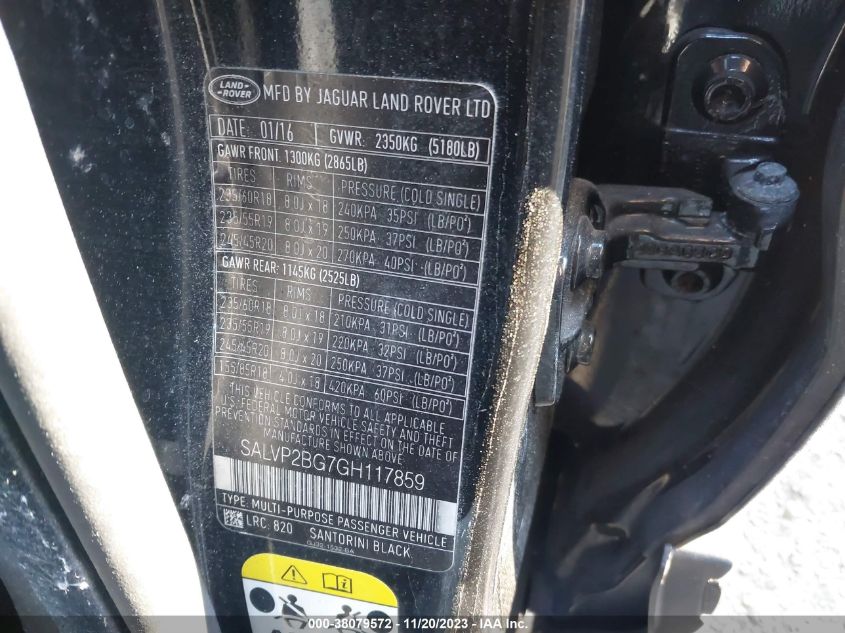 LAND-
-ROVER
MFD BY JAGUAR LAND ROVER LTD
DATE: 01/16 GVWR: 2350KG (5180LB)
GAWR FRONT: 1300KG (2865LB)
TIRES RIMS PRESSURE (COLD SINGLE)
235/60R18 8.0J x 18 240KPA 35PSI (LB/PO²)
235/55R19 8.0J x 19 250KPA 37PSI (LB/PO²)
245/45R20 8.0J x 20 270KPA 40PSI (LB/PO²)
GAWR REAR: 1145KG (2525LB)
TIRES RIMS PRESSURE (COLD SINGLE)
235/60R18 8.0J x 18 210KPA 31PSI (LB/PO²)
235/55R19 8.0J x 19 220KPA 32PSI (LB/PO²)
245/45R20 8.0J x 20 250KPA 37PSI (LB/PO²)
155/85R18 4.0J x 18 420KPA 60PSI (LB/PO²)
THIS VEHICLE CONFORMS TO ALL APPLICABLE
U.S. FEDERAL MOTOR VEHICLE SAFETY AND THEFT
PREVENTION STANDARDS IN EFFECT ON THE DATE OF
MANUFACTURE
SALVP2BG7GH117859
TYPE: MULTI-PURPOSE PASSENGER VEHICLE
LRC: 820 SANTORINI BLACK
000-38079572 - 11/20/2023 - IAA Inc.